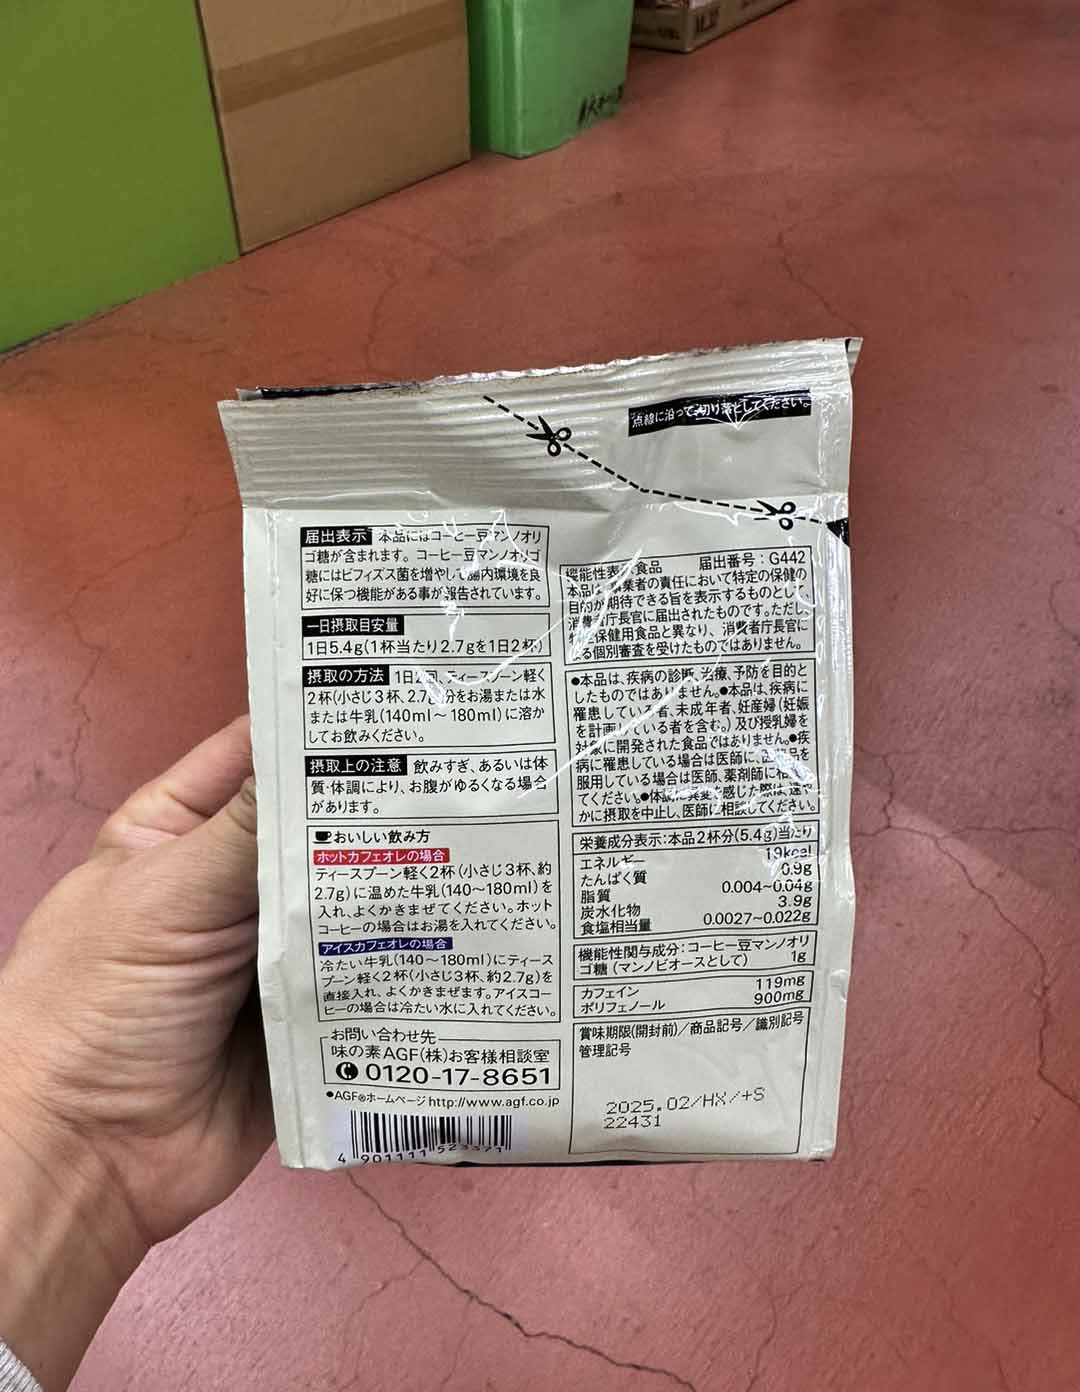 点線に沿って切り落としてください。
届出表示 本品にはコーヒー豆マンノオリ
ゴ糖が含まれます。コーヒー豆マンノオリゴ
糖にはビフィズス菌を増やして腸内環境を良
好に保つ機能がある事が報告されています。
一日摂取目安量
1日5.4g(1杯当たり2.7gを1日2杯)
摂取の方法 1日2回、ティースプーン軽く
2杯(小さじ3杯、2.7g)分をお湯または水
または牛乳(140ml～180ml)に溶か
してお飲みください。
摂取上の注意 飲みすぎ、あるいは体
質・体調により、お腹がゆるくなる場合
があります。
おいしい飲み方
ホットカフェオレの場合
ティースプーン軽く2杯(小さじ3杯、約
2.7g)に温めた牛乳(140～180ml)を
入れ、よくかきまぜてください。ホット
コーヒーの場合はお湯を入れてください。
アイスカフェオレの場合
冷たい牛乳(140～180ml)にティース
プーン軽く2杯(小さじ3杯、約2.7g)を
直接入れ、よくかきまぜます。アイスコー
ヒーの場合は冷たい水に入れてください。
お問い合わせ先
味の素AGF(株)お客様相談室
0120-17-8651
●AGF®ホームページ http://www.agf.co.jp
4 901111 523371
機能性表示食品 届出番号:G442
本品は、事業者の責任において特定の保健の
目的が期待できる旨を表示するものとして、
消費者庁長官に届出されたものです。ただし、
特定保健用食品と異なり、消費者庁長官に
よる個別審査を受けたものではありません。
●本品は、疾病の診断、治療、予防を目的と
したものではありません。●本品は、疾病に
罹患している者、未成年者、妊産婦(妊娠
を計画している者を含む。)及び授乳婦を
対象に開発された食品ではありません。●疾
病に罹患している場合は医師に、医薬品を
服用している場合は医師、薬剤師に相談し
てください。●体調に異変を感じた際は、速や
かに摂取を中止し、医師に相談してください。
栄養成分表示:本品2杯分(5.4g)当たり
エネルギー 19kcal
たんぱく質 0.9g
脂質 0.004~0.04g
炭水化物 3.9g
食塩相当量 0.0027~0.022g
機能性関与成分:コーヒー豆マンノオリ
ゴ糖(マンノビオースとして) 1g
カフェイン 119mg
ポリフェノール 900mg
賞味期限(開封前)/商品記号/識別記号
管理記号
2025.02/HX/+S
22431